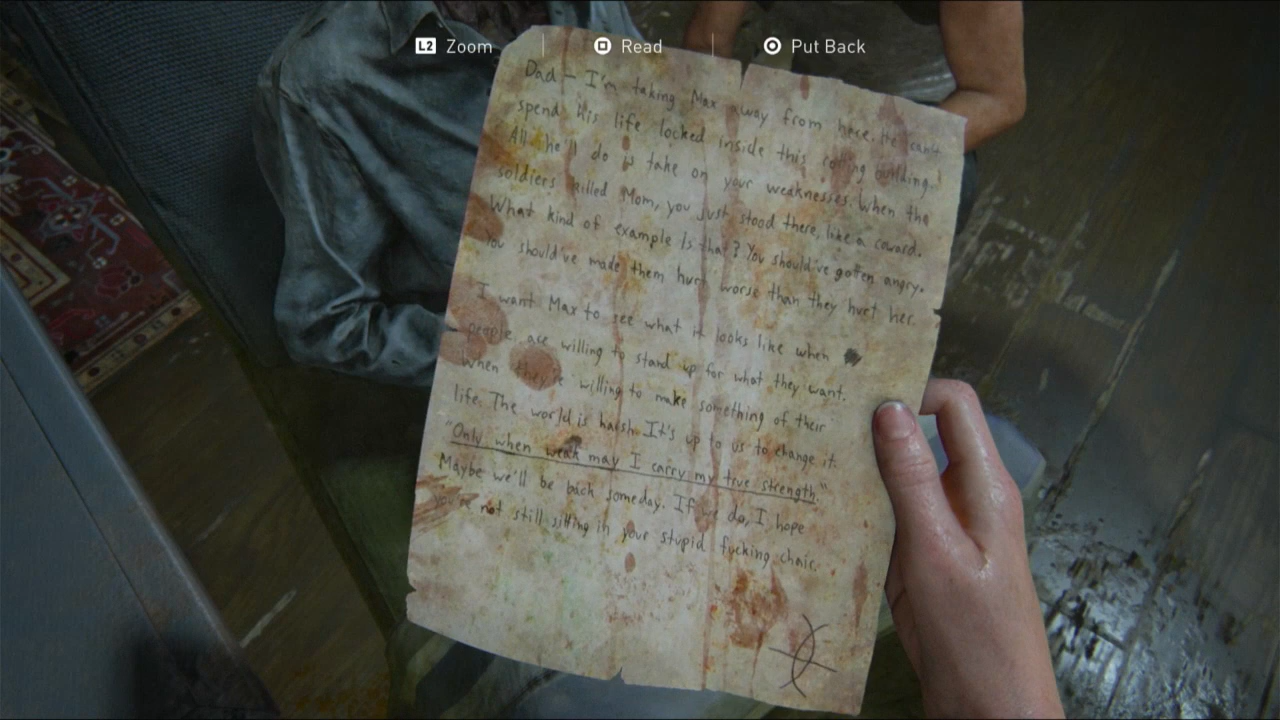 L2 Zoom
Read
Put Back
Dad – I'm taking Max away from here. He can't
spend his life locked inside this rotting building.
All he'll do is take on your weaknesses. When the
soldiers killed Mom, you just stood there, like a coward.
What kind of example is that? You should've gotten angry.
You should've made them hurt worse than they hurt her.
I want Max to see what it looks like when
people are willing to stand up for what they want.
When they're willing to make something of their
life. The world is harsh. It's up to us to change it.
"Only when weak may I carry my true strength."
Maybe we'll be back someday. If we do, I hope
you're not still sitting in your stupid fucking chair.